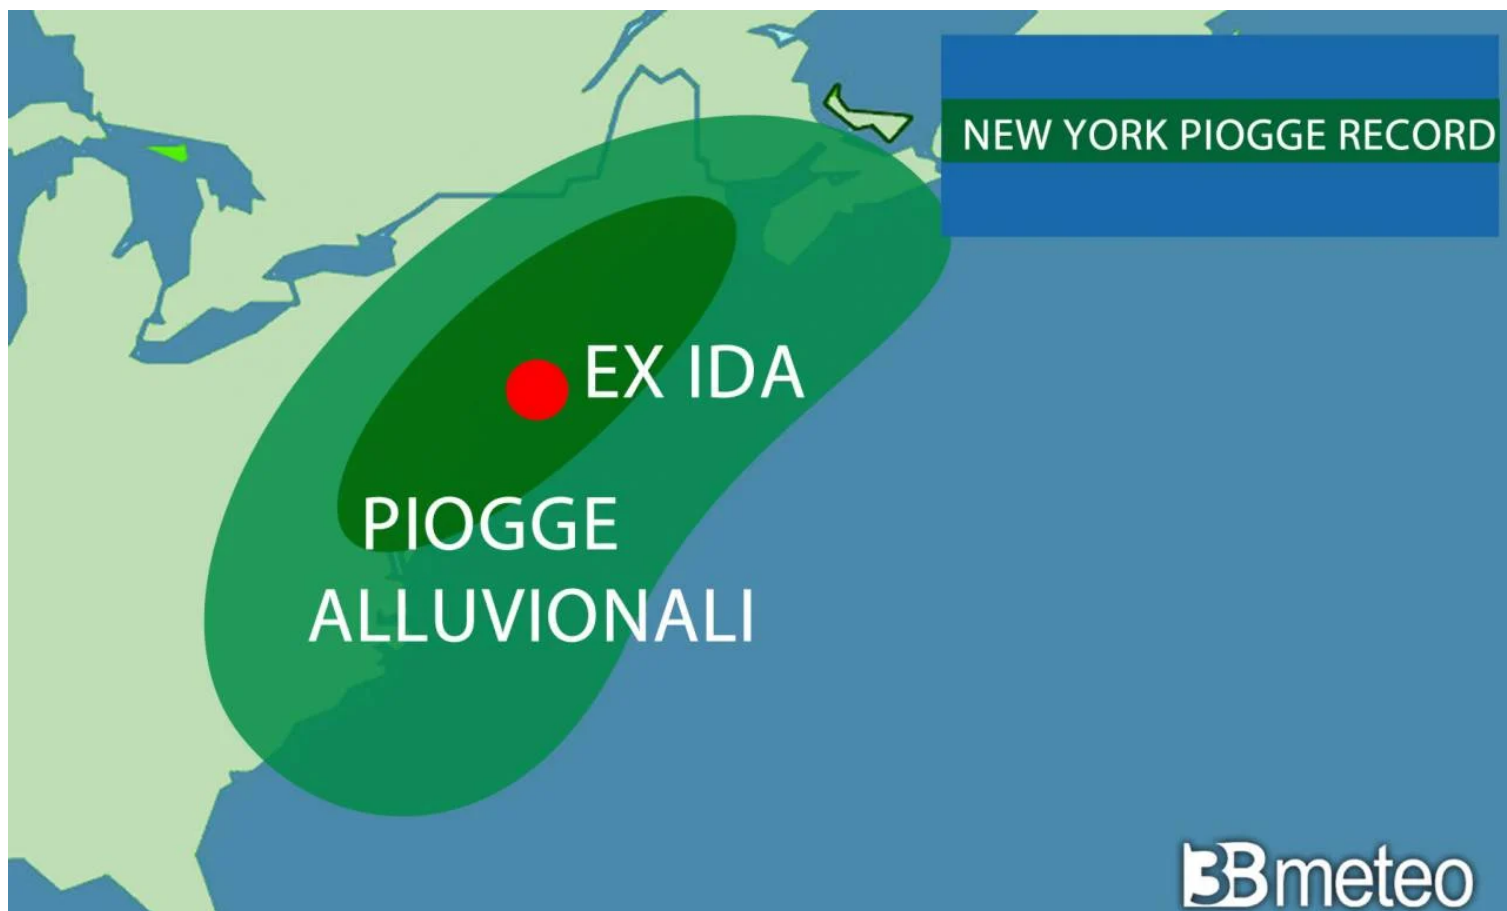 NEW YORK PIOGGE RECORD
EX IDA
PIOGGE
ALLUVIONALI
3Bmeteo